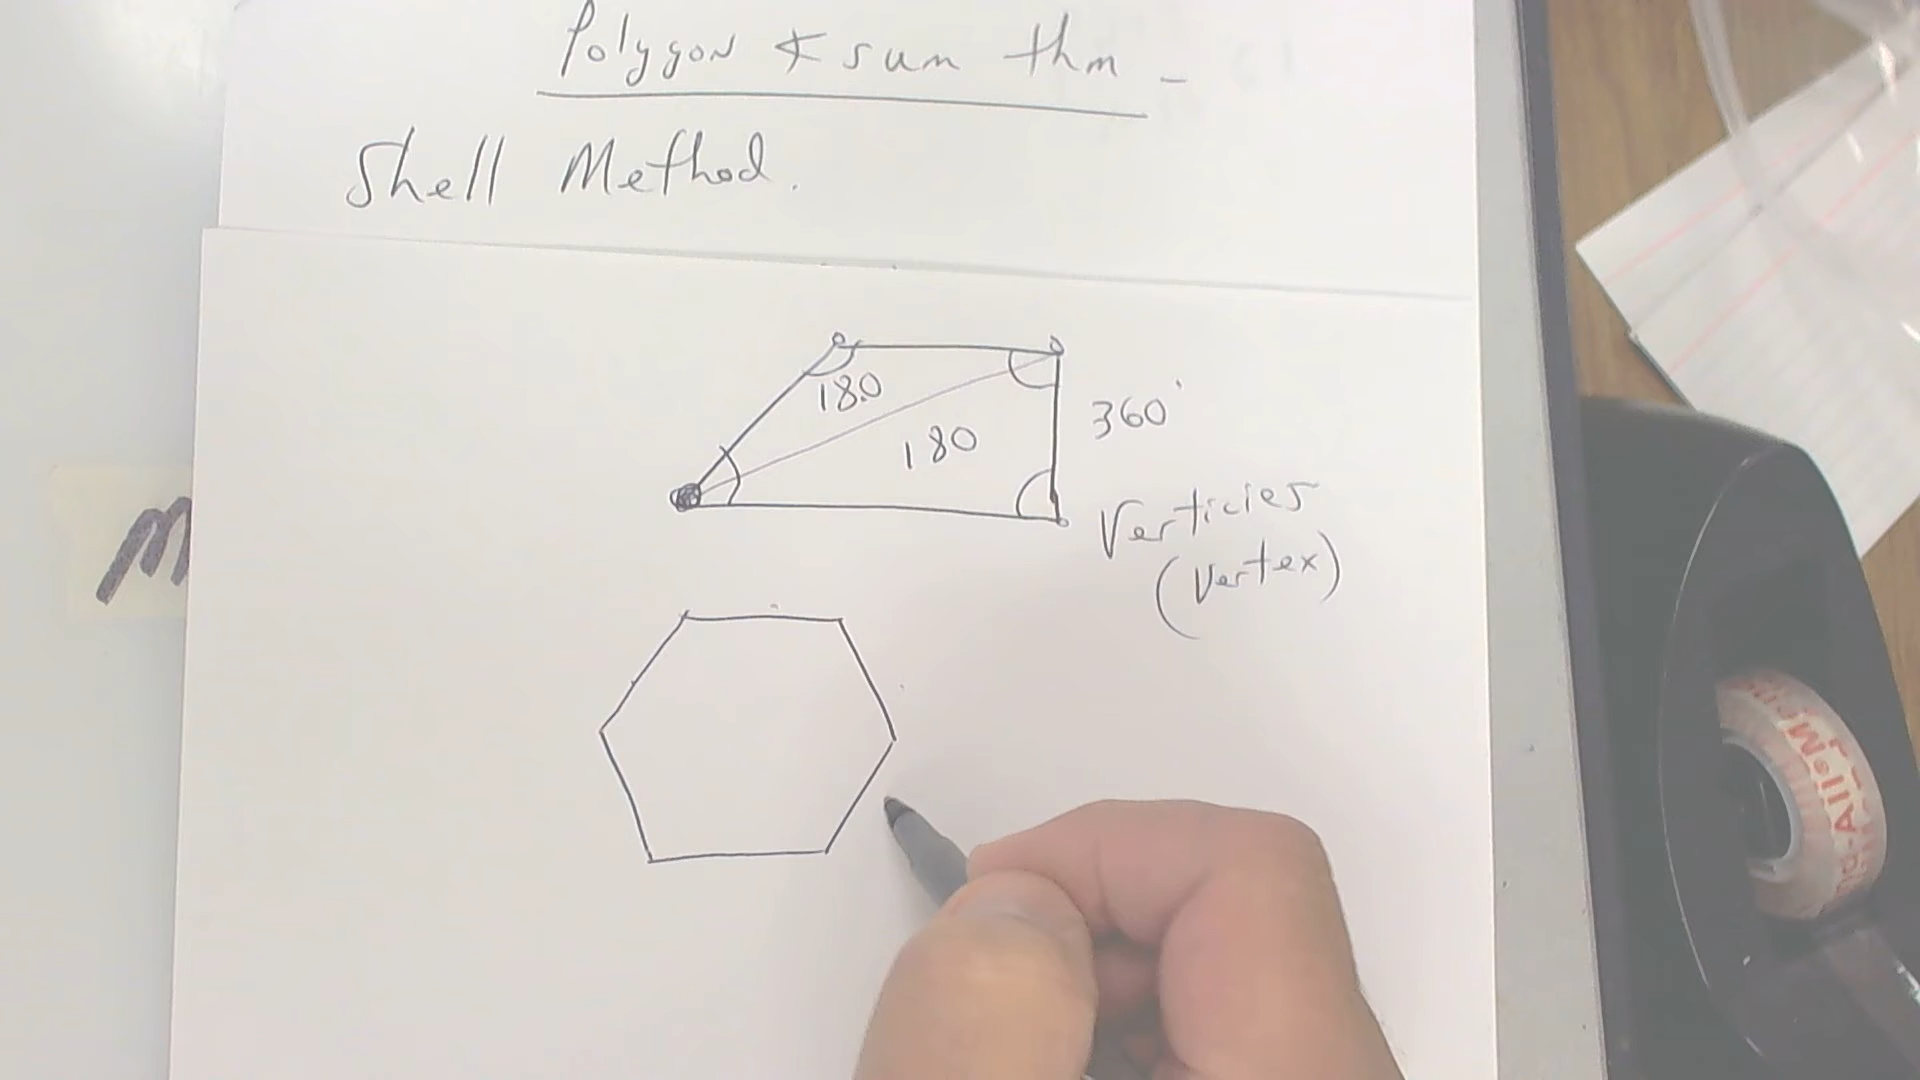 Polygon ∢ sum thm -
Shell Method.
180
180
360°
Verticies
(Vertex)
M